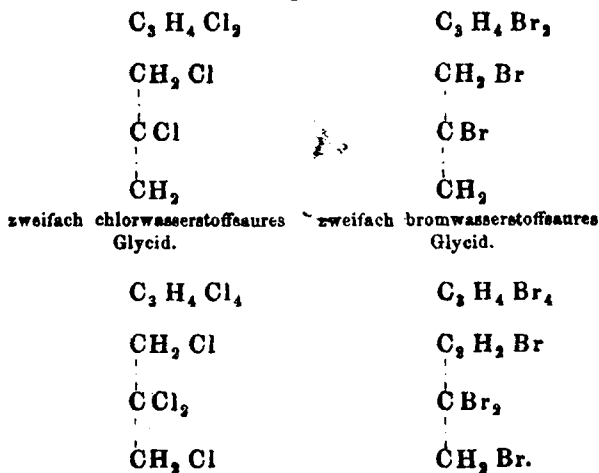 C₃ H₄ Cl₂ C₃ H₄ Br₂
CH₂ Cl CH₂ Br
C Cl C Br
CH₂ CH₂
zweifach chlorwasserstoffsaures zweifach bromwasserstoffsaures
Glycid. Glycid.
C₃ H₄ Cl₄ C₃ H₄ Br₄
CH₂ Cl C₂ H₂ Br
C Cl₂ C Br₂
CH₂ Cl CH₂ Br.